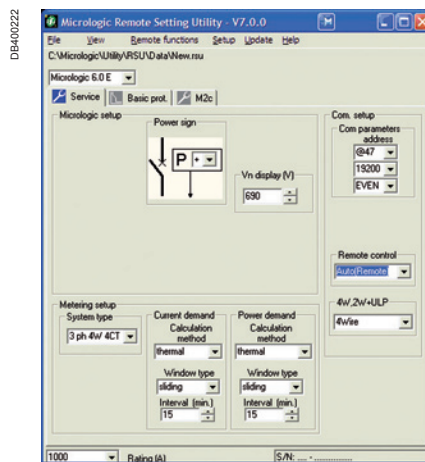 DB400222
Micrologic Remote Setting Utility - V7.0.0
File View Remote functions Setup Update Help
C:\Micrologic\Utility\RSU\Data\New.rsu
Micrologic 6.0 E
Service Basic prot. M2c
Micrologic setup
Power sign
P +
Vn display (V)
690
Com. setup
Com parameters
address
@47
19200
EVEN
Remote control
Auto(Remote
Metering setup
System type
3 ph 4W 4CT
Current demand
Calculation
method
thermal
Window type
sliding
Interval (min.)
15
Power demand
Calculation
method
thermal
Window type
sliding
Interval (min.)
15
4W,2W+ULP
4Wire
1000 Rating (A) S/N: .... - ..............